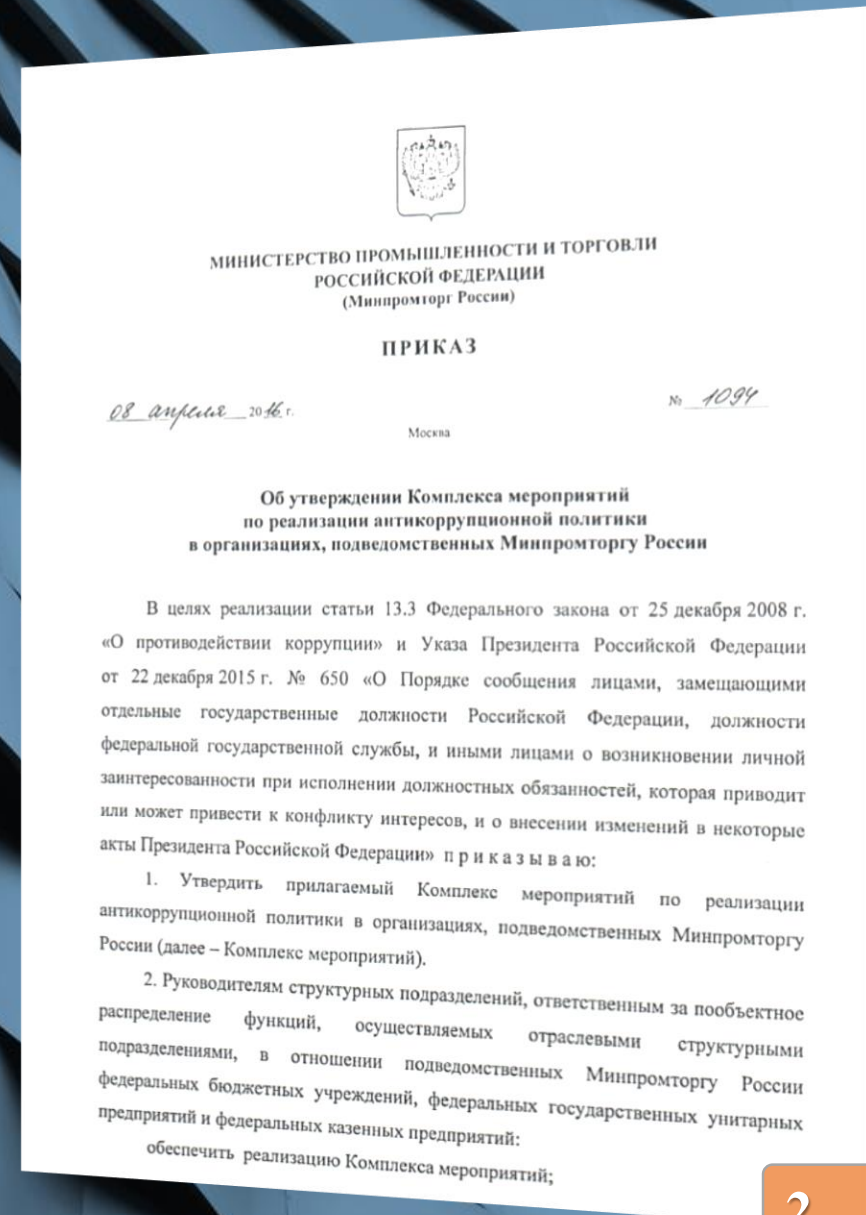 МИНИСТЕРСТВО ПРОМЫШЛЕННОСТИ И ТОРГОВЛИ
РОССИЙСКОЙ ФЕДЕРАЦИИ
(Минпромторг России)
ПРИКАЗ
08 апреля 2016 г.
№ 1094
Москва
Об утверждении Комплекса мероприятий
по реализации антикоррупционной политики
в организациях, подведомственных Минпромторгу России
В целях реализации статьи 13.3 Федерального закона от 25 декабря 2008 г.
«О противодействии коррупции» и Указа Президента Российской Федерации
от 22 декабря 2015 г. № 650 «О Порядке сообщения лицами, замещающими
отдельные государственные должности Российской Федерации, должности
федеральной государственной службы, и иными лицами о возникновении личной
заинтересованности при исполнении должностных обязанностей, которая приводит
или может привести к конфликту интересов, и о внесении изменений в некоторые
акты Президента Российской Федерации» п р и к а з ы в а ю:
1. Утвердить прилагаемый Комплекс мероприятий по реализации
антикоррупционной политики в организациях, подведомственных Минпромторгу
России (далее – Комплекс мероприятий).
2. Руководителям структурных подразделений, ответственным за пообъектное
распределение функций, осуществляемых отраслевыми структурными
подразделениями, в отношении подведомственных Минпромторгу России
федеральных бюджетных учреждений, федеральных государственных унитарных
предприятий и федеральных казенных предприятий:
обеспечить реализацию Комплекса мероприятий;
2